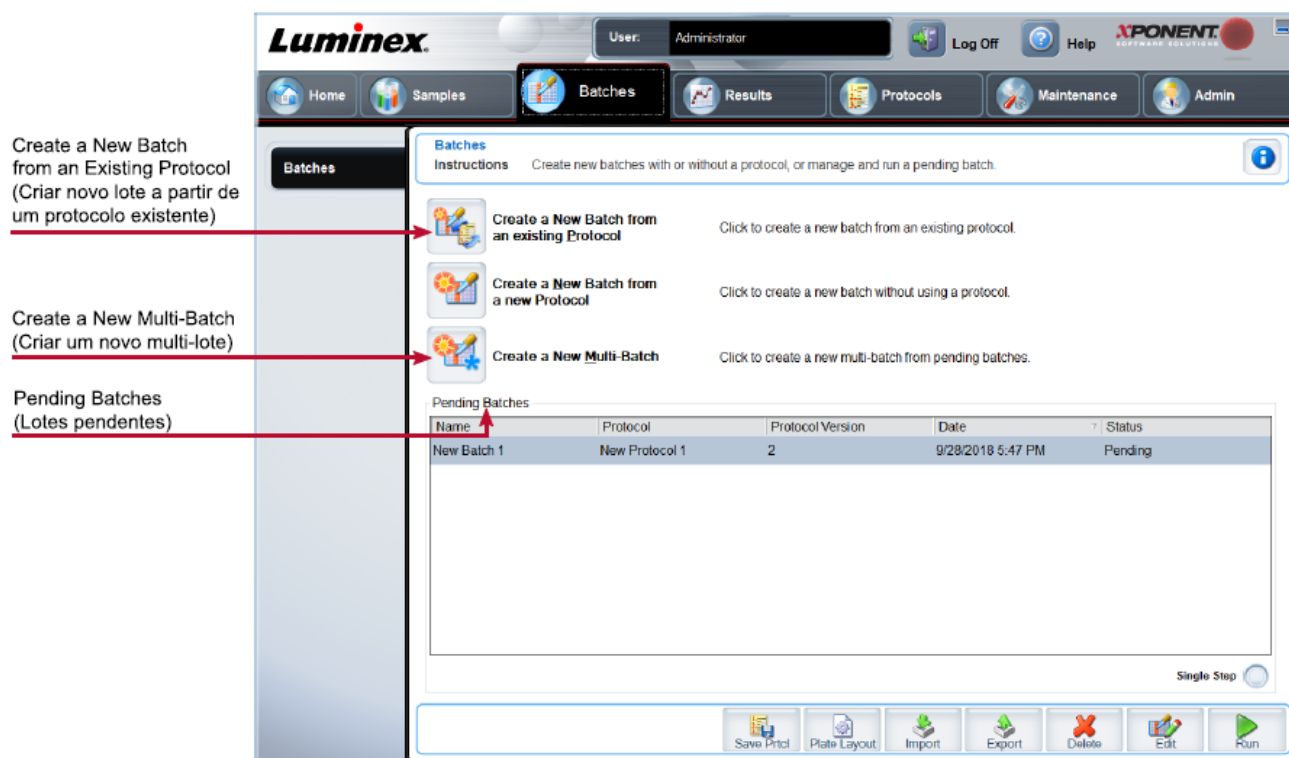 Luminex.
User:
Administrator
Log Off
Help
XPONENT.
SOFTWARE SOLUTIONS
Home
Samples
Batches
Results
Protocols
Maintenance
Admin
Create a New Batch
from an Existing Protocol
(Criar novo lote a partir de
um protocolo existente)
Create a New Multi-Batch
(Criar um novo multi-lote)
Pending Batches
(Lotes pendentes)
Batches
Batches
Instructions Create new batches with or without a protocol, or manage and run a pending batch.
Create a New Batch from
an existing Protocol
Click to create a new batch from an existing protocol.
Create a New Batch from
a new Protocol
Click to create a new batch without using a protocol.
Create a New Multi-Batch
Click to create a new multi-batch from pending batches.
Pending Batches
Name Protocol Protocol Version Date Status
New Batch 1 New Protocol 1 2 9/28/2018 5:47 PM Pending
Single Step
Save Prtcl
Plate Layout
Import
Export
Delete
Edit
Run